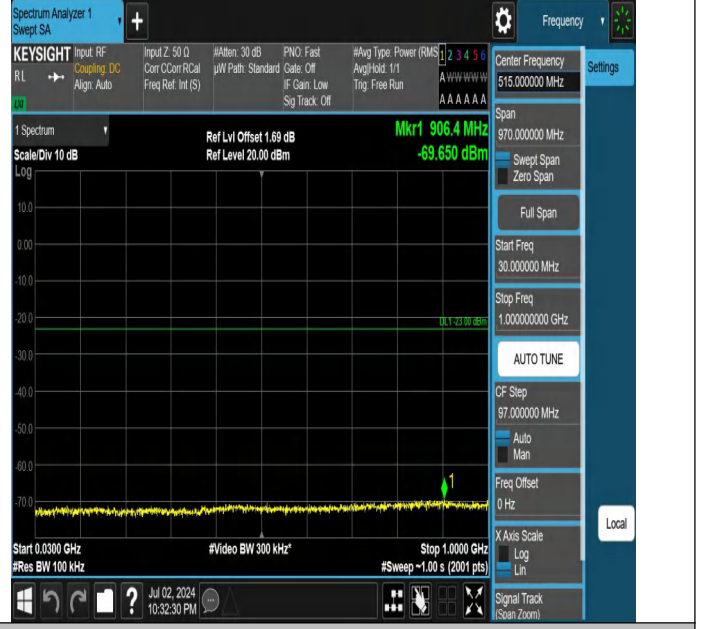 Spectrum Analyzer 1
Swept SA
Frequency
KEYSIGHT
RL
LXI
Input: RF
Coupling: DC
Align: Auto
Input Z: 50 Ω
Corr CCorr RCal
Freq Ref: Int (S)
#Atten: 30 dB
µW Path: Standard
PNO: Fast
Gate: Off
IF Gain: Low
Sig Track: Off
#Avg Type: Power (RMS
Avg|Hold: 1/1
Trig: Free Run
1 2 3 4 5 6
A W W W W W
A A A A A A
1 Spectrum
Scale/Div 10 dB
Ref Lvl Offset 1.69 dB
Ref Level 20.00 dBm
Mkr1 906.4 MHz
-69.650 dBm
Log
10.0
0.00
-10.0
-20.0
DL1 -23.00 dBm
-30.0
-40.0
-50.0
-60.0
1
-70.0
Start 0.0300 GHz
#Video BW 300 kHz*
Stop 1.0000 GHz
#Res BW 100 kHz
#Sweep ~1.00 s (2001 pts)
?
Jul 02, 2024
10:32:30 PM
Center Frequency
515.000000 MHz
Settings
Span
970.000000 MHz
Swept Span
Zero Span
Full Span
Start Freq
30.000000 MHz
Stop Freq
1.000000000 GHz
AUTO TUNE
CF Step
97.000000 MHz
Auto
Man
Freq Offset
0 Hz
Local
X Axis Scale
Log
Lin
Signal Track
(Span Zoom)